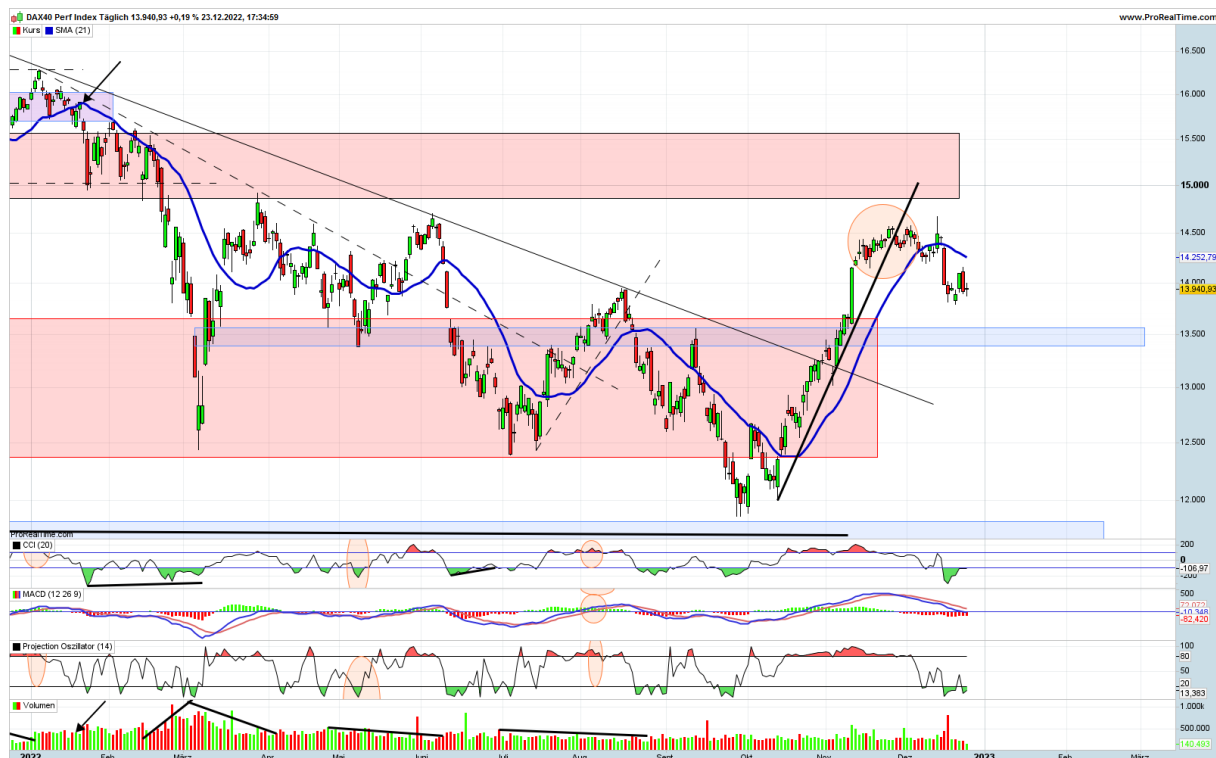 DAX40 Perf Index Täglich 13.940,93 +0,19 % 23.12.2022, 17:34:59
www.ProRealTime.com
Kurs SMA (21)
16.500
16.000
15.500
15.000
14.500
14.252,79
14.000
13.940,93
13.500
13.000
12.500
12.000
ProRealTime.com
CCI (20)
200
0
-106,97
-200
MACD (12 26 9)
500
72,072
-10,348
-82,420
Projection Oszillator (14)
100
80
50
20
13,383
Volumen
1.000k
500.000
140.493
2022 Feb März Apr Mai Juni Juli Aug Sept Okt Nov Dez 2023 Feb März